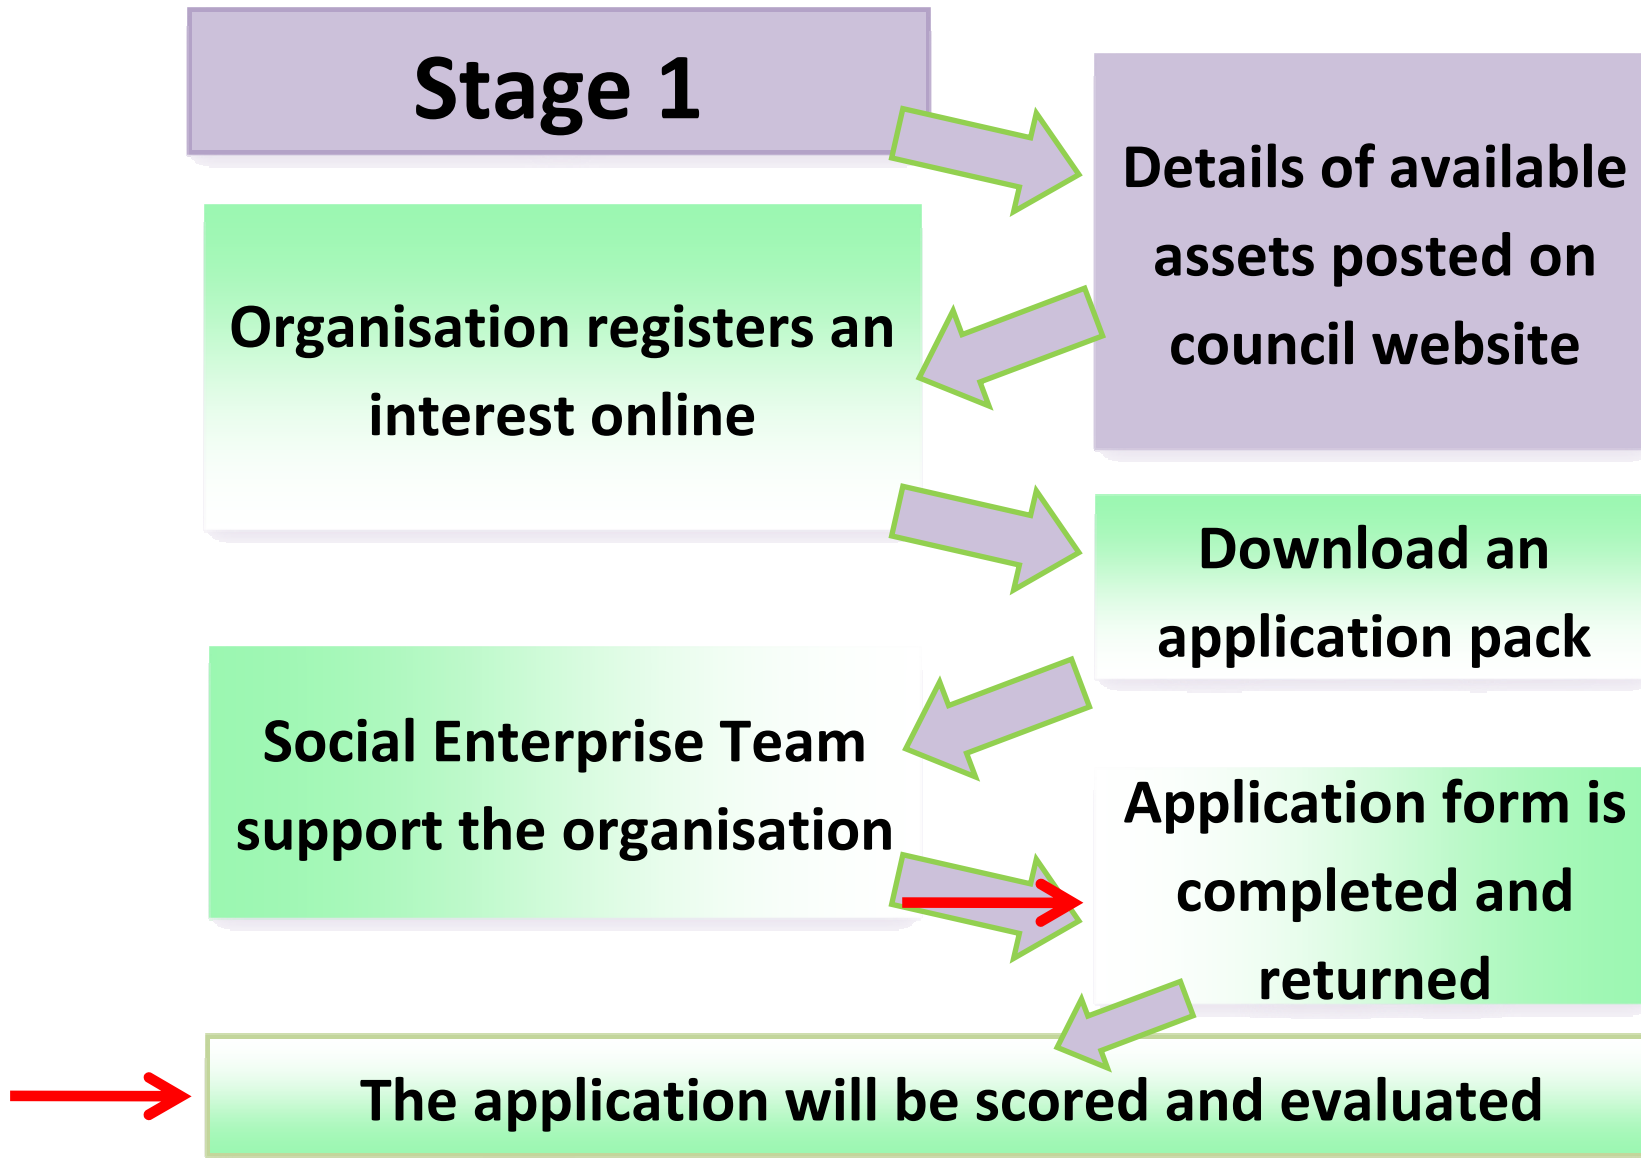 Stage 1
Details of available
assets posted on
council website
Organisation registers an
interest online
Download an
application pack
Social Enterprise Team
support the organisation
Application form is
completed and
returned
The application will be scored and evaluated